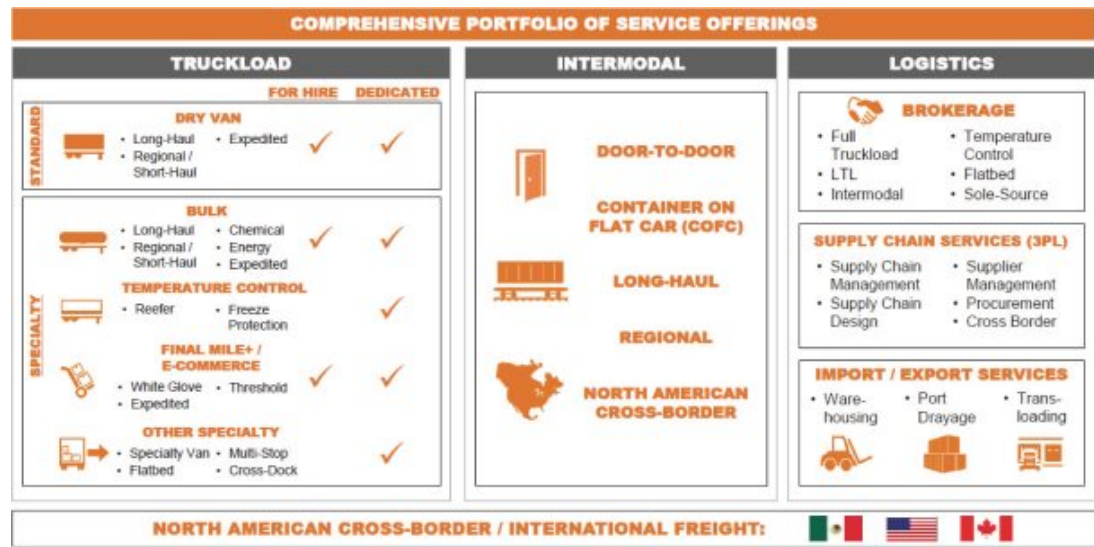 COMPREHENSIVE PORTFOLIO OF SERVICE OFFERINGS
TRUCKLOAD
FOR HIRE
DEDICATED
STANDARD
DRY VAN
• Long-Haul
• Regional /
Short-Haul
• Expedited
SPECIALTY
BULK
• Long-Haul
• Regional /
Short-Haul
• Chemical
• Energy
• Expedited
TEMPERATURE CONTROL
• Reefer
• Freeze
Protection
FINAL MILE+ /
E-COMMERCE
• White Glove
• Expedited
• Threshold
OTHER SPECIALTY
• Specialty Van
• Flatbed
• Multi-Stop
• Cross-Dock
INTERMODAL
DOOR-TO-DOOR
CONTAINER ON
FLAT CAR (COFC)
LONG-HAUL
REGIONAL
NORTH AMERICAN
CROSS-BORDER
LOGISTICS
BROKERAGE
• Full
Truckload
• LTL
• Intermodal
• Temperature
Control
• Flatbed
• Sole-Source
SUPPLY CHAIN SERVICES (3PL)
• Supply Chain
Management
• Supply Chain
Design
• Supplier
Management
• Procurement
• Cross Border
IMPORT / EXPORT SERVICES
• Ware-
housing
• Port
Drayage
• Trans-
loading
NORTH AMERICAN CROSS-BORDER / INTERNATIONAL FREIGHT: